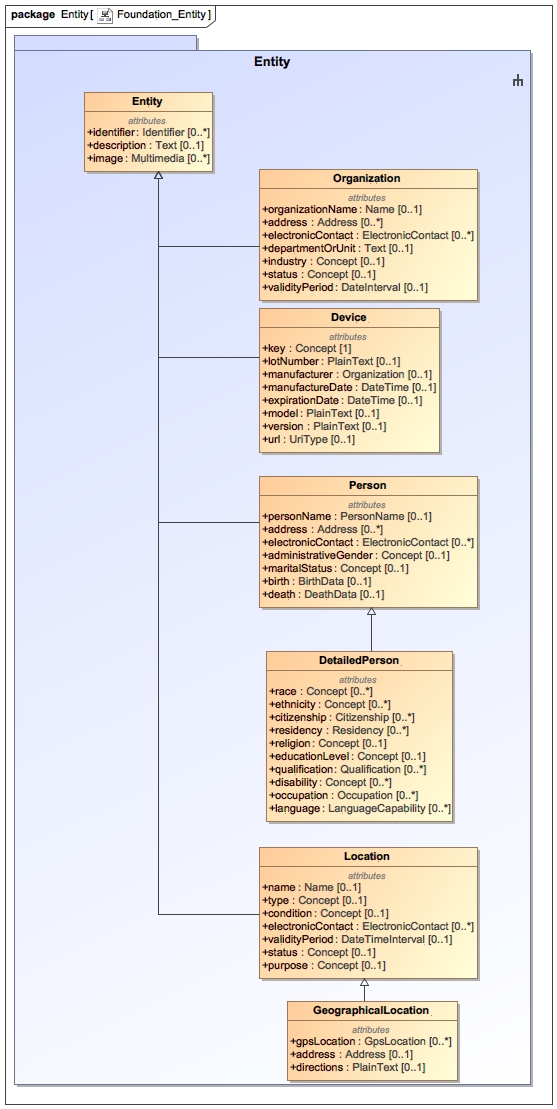 package Entity[ Foundation_Entity]
Entity
Entity
attributes
+identifier : Identifier [0..*]
+description : Text [0..1]
+image : Multimedia [0..*]
Organization
attributes
+organizationName : Name [0..1]
+address : Address [0..*]
+electronicContact : ElectronicContact [0..*]
+departmentOrUnit : Text [0..1]
+industry : Concept [0..1]
+status : Concept [0..1]
+validityPeriod : DateInterval [0..1]
Device
attributes
+key : Concept [1]
+lotNumber : PlainText [0..1]
+manufacturer : Organization [0..1]
+manufactureDate : DateTime [0..1]
+expirationDate : DateTime [0..1]
+model : PlainText [0..1]
+version : PlainText [0..1]
+url : UriType [0..1]
Person
attributes
+personName : PersonName [0..1]
+address : Address [0..*]
+electronicContact : ElectronicContact [0..*]
+administrativeGender : Concept [0..1]
+maritalStatus : Concept [0..1]
+birth : BirthData [0..1]
+death : DeathData [0..1]
DetailedPerson
attributes
+race : Concept [0..*]
+ethnicity : Concept [0..*]
+citizenship : Citizenship [0..*]
+residency : Residency [0..*]
+religion : Concept [0..1]
+educationLevel : Concept [0..1]
+qualification : Qualification [0..*]
+disability : Concept [0..*]
+occupation : Occupation [0..*]
+language : LanguageCapability [0..*]
Location
attributes
+name : Name [0..1]
+type : Concept [0..1]
+condition : Concept [0..1]
+electronicContact : ElectronicContact [0..*]
+validityPeriod : DateTimeInterval [0..1]
+status : Concept [0..1]
+purpose : Concept [0..1]
GeographicalLocation
attributes
+gpsLocation : GpsLocation [0..*]
+address : Address [0..1]
+directions : PlainText [0..1]